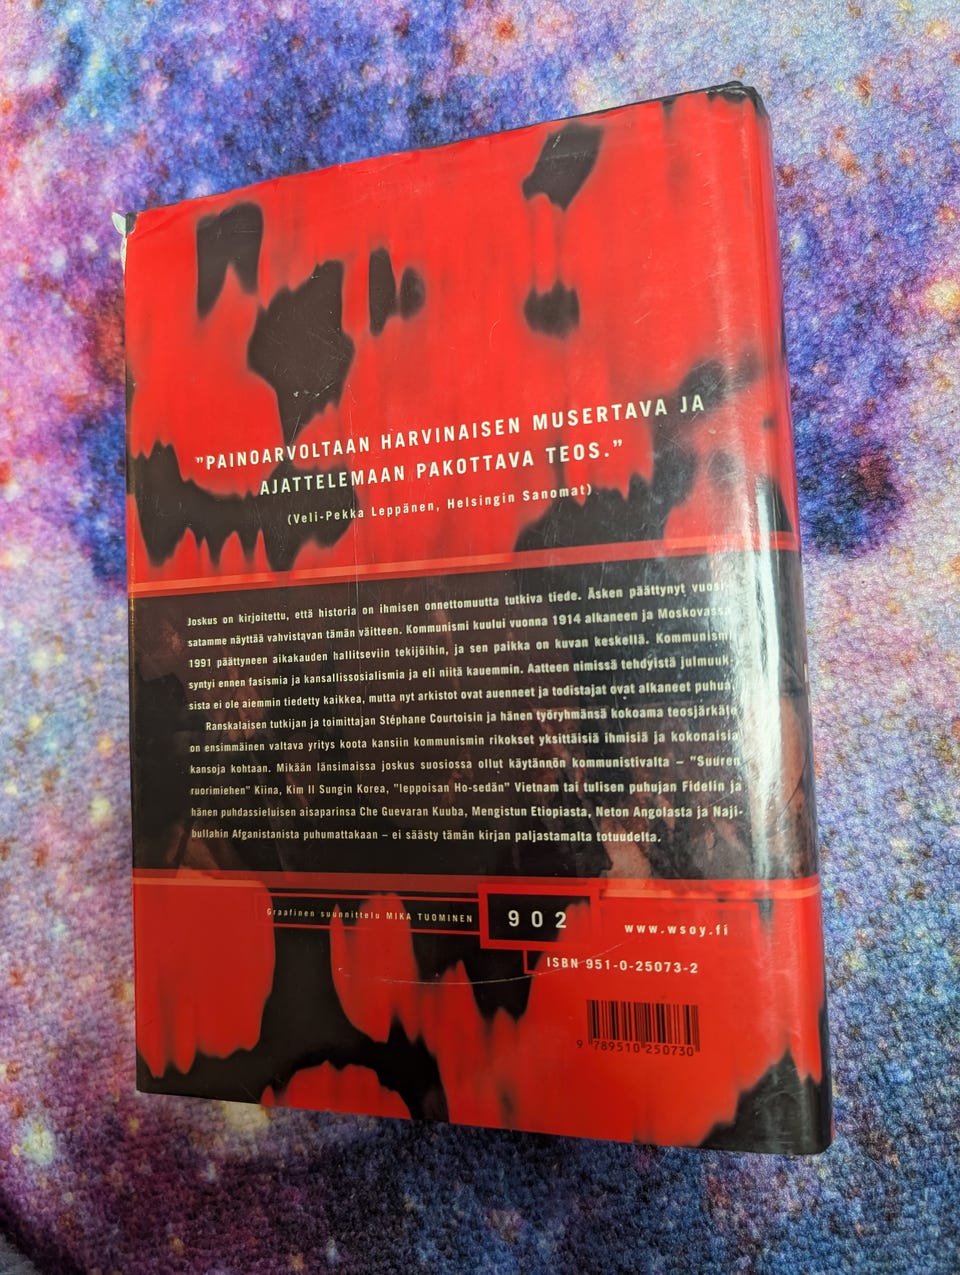 "PAINOARVOLTAAN HARVINAISEN MUSERTAVA JA
AJATTELEMAAN PAKOTTAVA TEOS."
(Veli-Pekka Leppänen, Helsingin Sanomat)
Joskus on kirjoitettu, että historia on ihmisen onnettomuutta tutkiva tiede. Äsken päättynyt vuosi-
satamme näyttää vahvistavan tämän väitteen. Kommunismi kuului vuonna 1914 alkaneen ja Moskovassa
1991 päättyneen aikakauden hallitseviin tekijöihin, ja sen paikka on kuvan keskellä. Kommunismi
syntyi ennen fasismia ja kansallissosialismia ja eli niitä kauemmin. Aatteen nimissä tehdyistä julmuuk-
sista ei ole aiemmin tiedetty kaikkea, mutta nyt arkistot ovat auenneet ja todistajat ovat alkaneet puhua.
Ranskalaisen tutkijan ja toimittajan Stéphane Courtoisin ja hänen työryhmänsä kokoama teosjärkäle
on ensimmäinen valtava yritys koota kansiin kommunismin rikokset yksittäisiä ihmisiä ja kokonaisia
kansoja kohtaan. Mikään länsimaissa joskus suosiossa ollut käytännön kommunistivalta – "Suuren
ruorimiehen" Kiina, Kim Il Sungin Korea, "leppoisan Ho-sedän" Vietnam tai tulisen puhujan Fidelin ja
hänen puhdassieluisen aisaparinsa Che Guevaran Kuuba, Mengistun Etiopiasta, Neton Angolasta ja Naji-
bullahin Afganistanista puhumattakaan – ei säästy tämän kirjan paljastamalta totuudelta.
Graafinen suunnittelu MIKA TUOMINEN
902
www.wsoy.fi
ISBN 951-0-25073-2
9 789510 250730